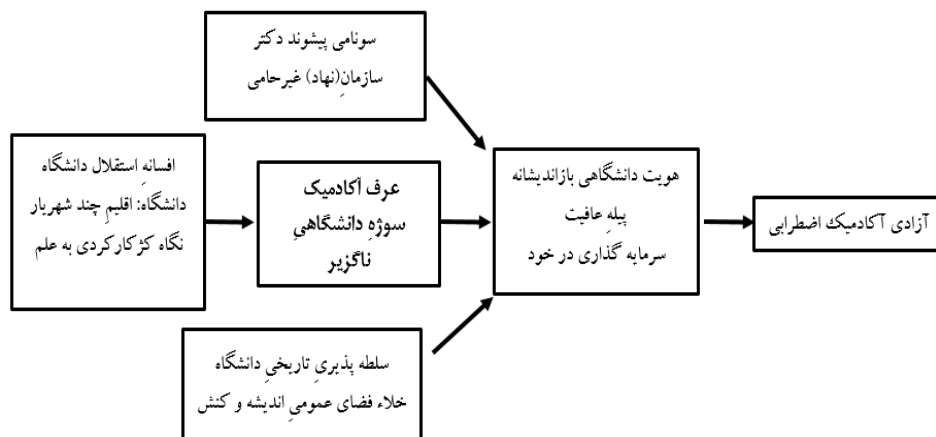 سونامی پیشوند دکتر
سازمانِ(نهاد) غیرحامی
افسانهِ استقلال دانشگاه
دانشگاه: اقلیمِ چند شهریار
نگاه کژکارکردی به علم
عرف آکادمیک
سوژهِ دانشگاهیِ
ناگزیر
هویت دانشگاهی بازاندیشانه
پیلهِ عافیت
سرمایه گذاری در خود
آزادی آکادمیک اضطرابی
سلطه پذیریِ تاریخیِ دانشگاه
خلاء فضای عمومیِ اندیشه و کنش